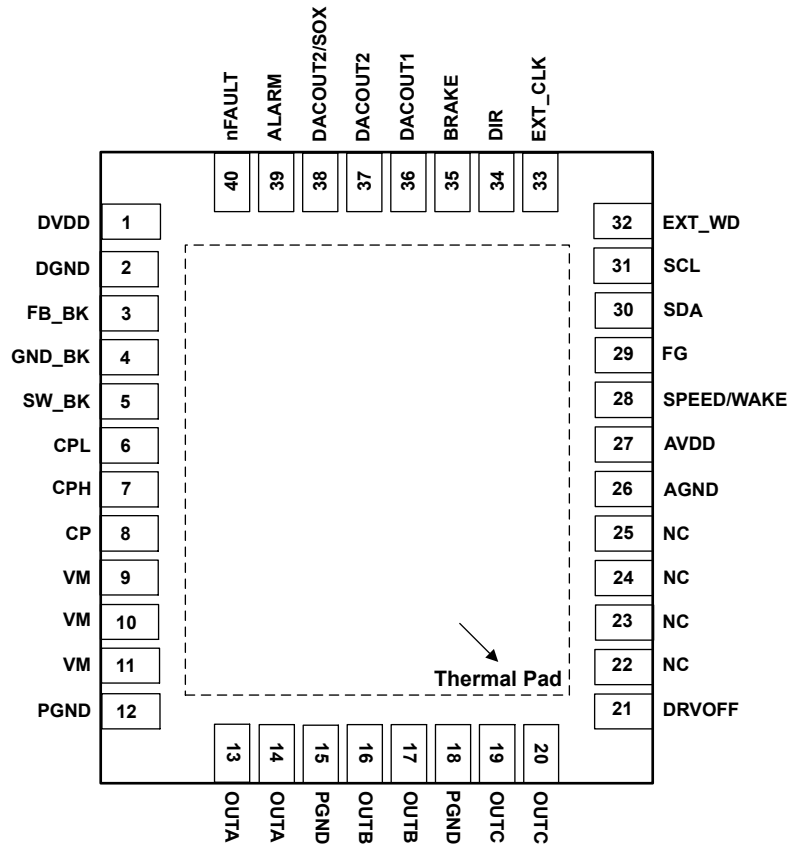 nFAULT
ALARM
DACOUT2/SOX
DACOUT2
DACOUT1
BRAKE
DIR
EXT_CLK
40
39
38
37
36
35
34
33
DVDD 1
DGND 2
FB_BK 3
GND_BK 4
SW_BK 5
CPL 6
CPH 7
CP 8
VM 9
VM 10
VM 11
PGND 12
32 EXT_WD
31 SCL
30 SDA
29 FG
28 SPEED/WAKE
27 AVDD
26 AGND
25 NC
24 NC
23 NC
22 NC
21 DRVOFF
Thermal Pad
13
14
15
16
17
18
19
20
OUTA
OUTA
PGND
OUTB
OUTB
PGND
OUTC
OUTC